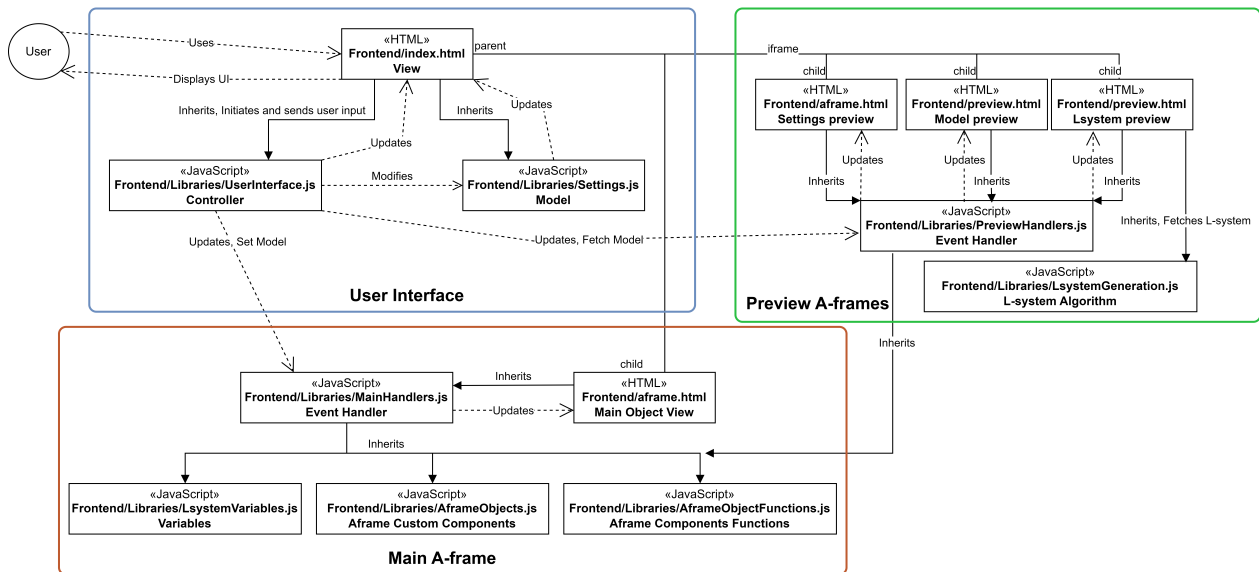 User
Uses
Displays UI
«HTML»
Frontend/index.html
View
parent
iframe
Inherits, Initiates and sends user input
Updates
Inherits
Updates
«JavaScript»
Frontend/Libraries/UserInterface.js
Controller
Modifies
«JavaScript»
Frontend/Libraries/Settings.js
Model
Updates, Set Model
Updates, Fetch Model
User Interface
child
«HTML»
Frontend/aframe.html
Settings preview
child
«HTML»
Frontend/preview.html
Model preview
child
«HTML»
Frontend/preview.html
Lsystem preview
Updates
Updates
Updates
Inherits
Inherits
Inherits
«JavaScript»
Frontend/Libraries/PreviewHandlers.js
Event Handler
Inherits, Fetches L-system
«JavaScript»
Frontend/Libraries/LsystemGeneration.js
L-system Algorithm
Preview A-frames
Inherits
child
«JavaScript»
Frontend/Libraries/MainHandlers.js
Event Handler
Inherits
Updates
«HTML»
Frontend/aframe.html
Main Object View
Inherits
«JavaScript»
Frontend/Libraries/LsystemVariables.js
Variables
«JavaScript»
Frontend/Libraries/AframeObjects.js
Aframe Custom Components
«JavaScript»
Frontend/Libraries/AframeObjectFunctions.js
Aframe Components Functions
Main A-frame